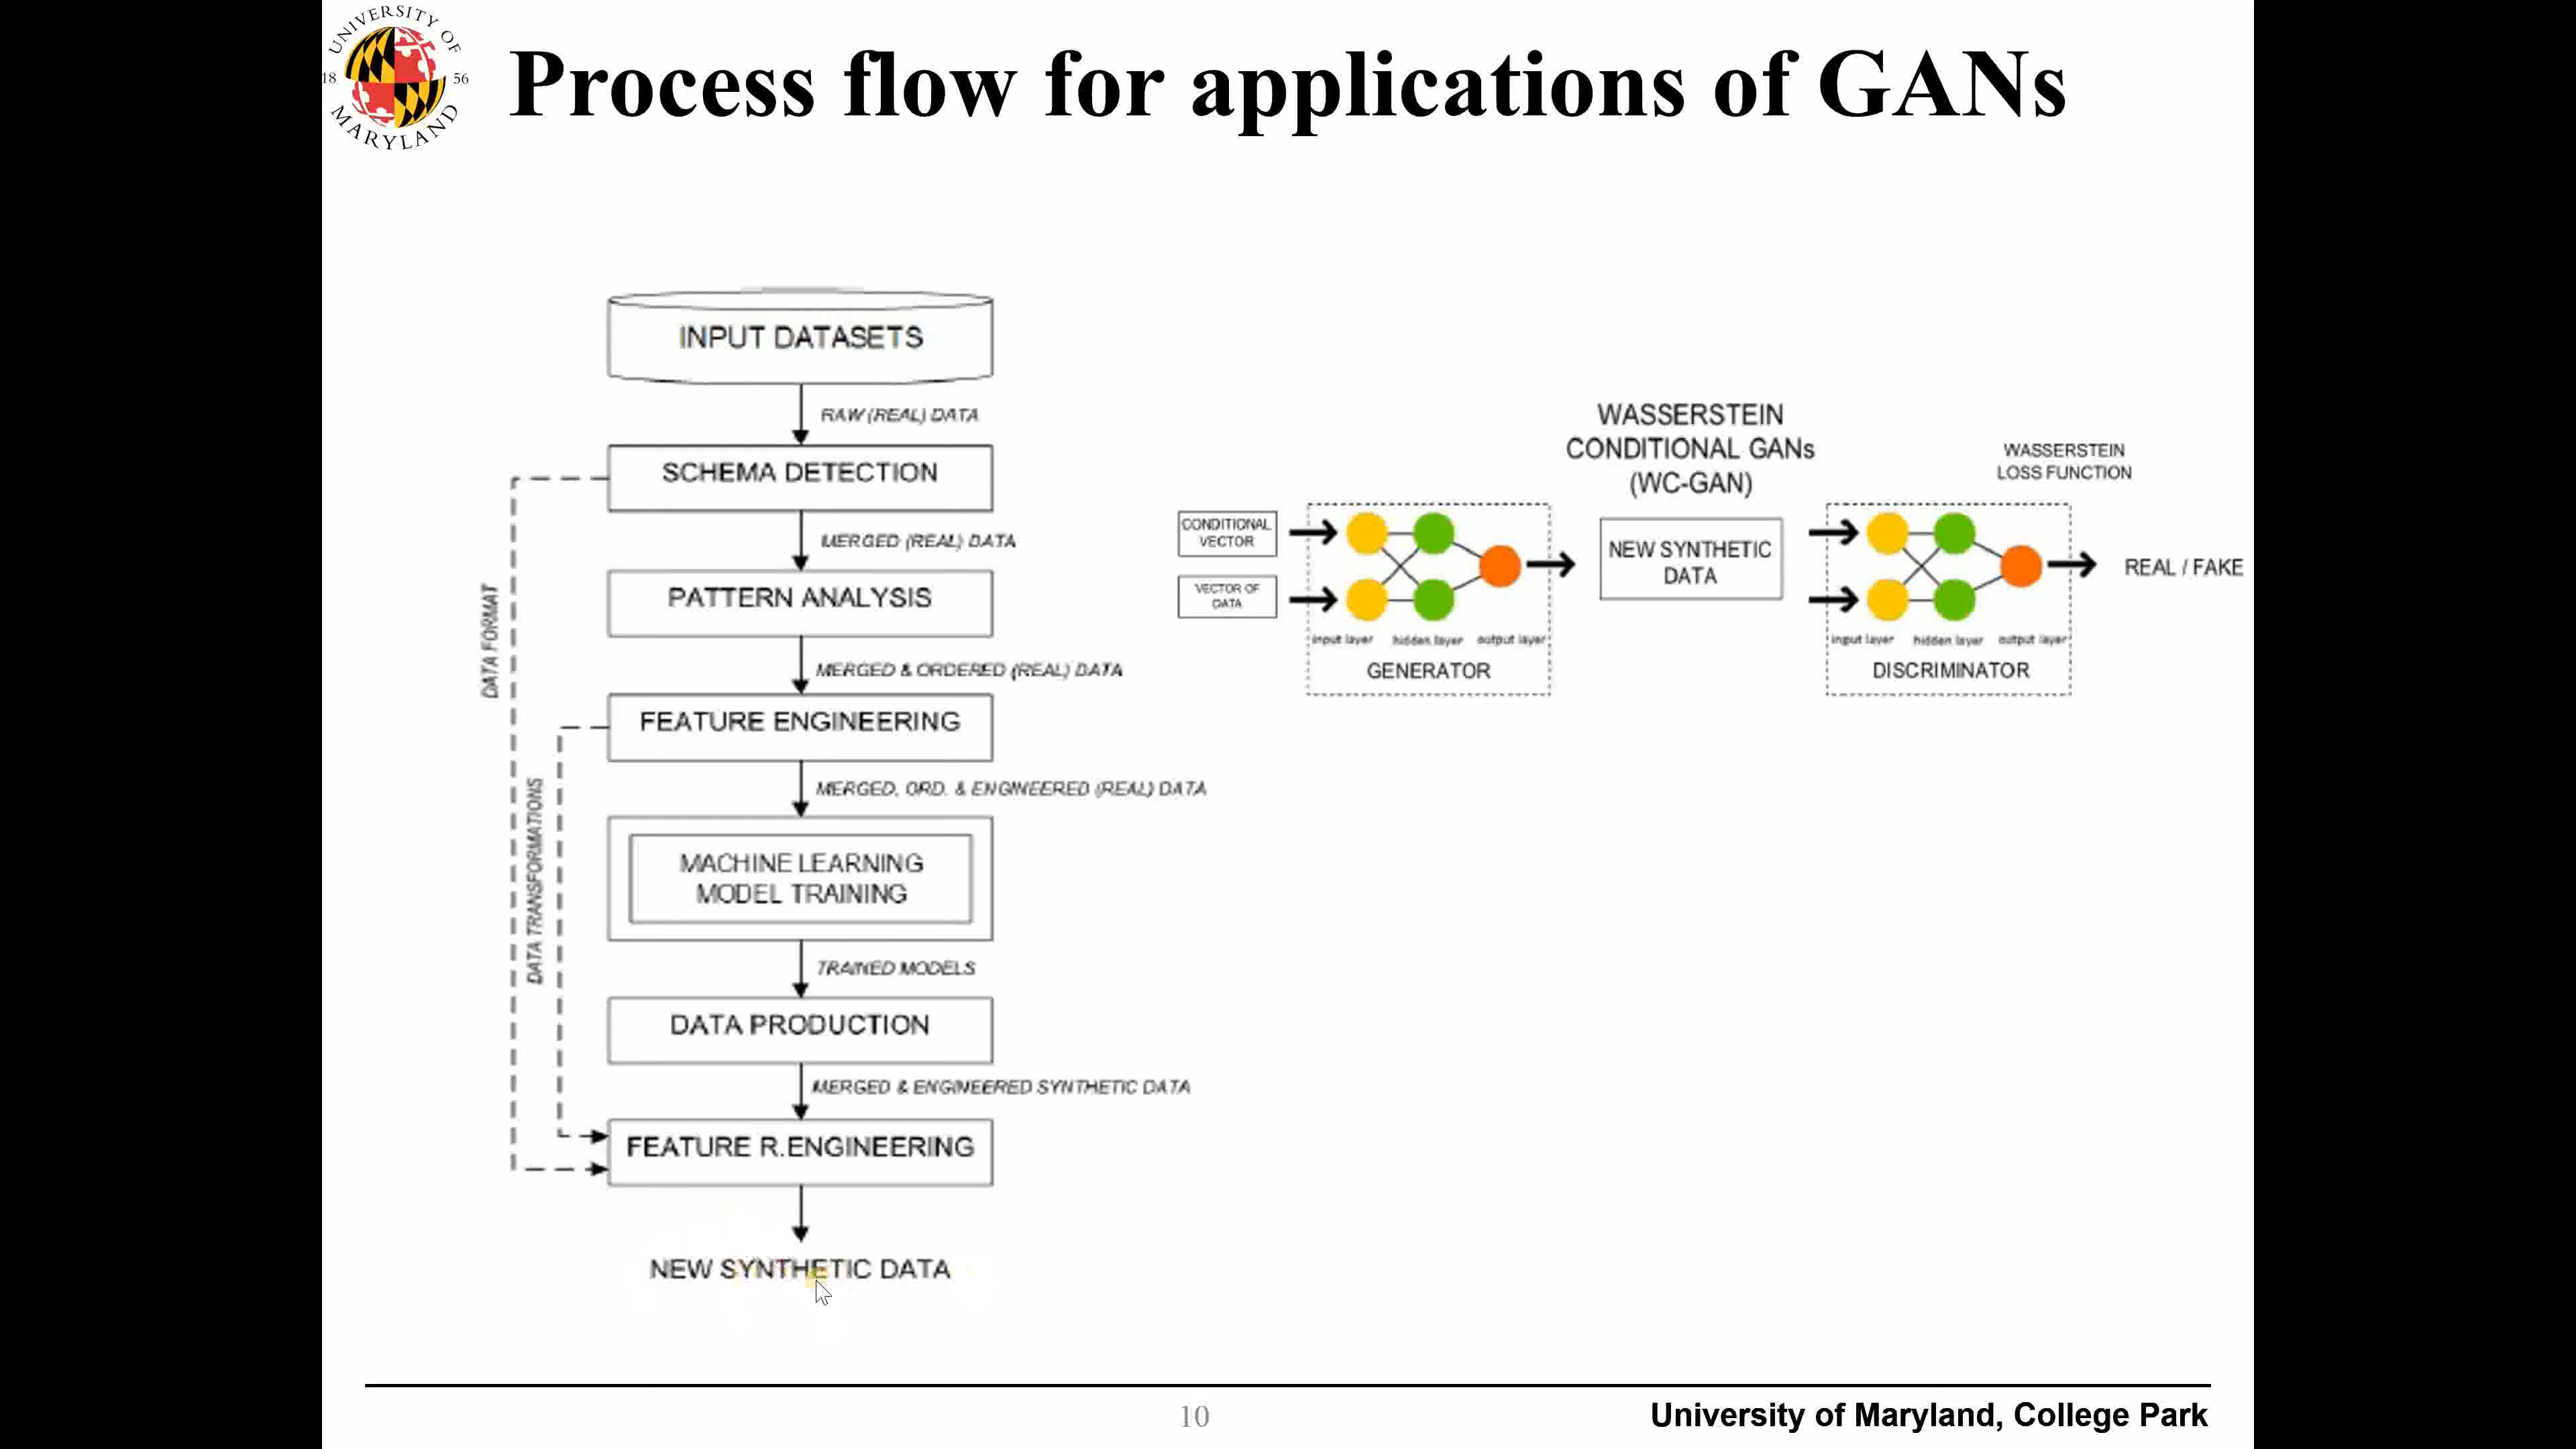 UNIVERSITY OF
18 56
MARYLAND
Process flow for applications of GANs
INPUT DATASETS
RAW (REAL) DATA
SCHEMA DETECTION
MERGED (REAL) DATA
PATTERN ANALYSIS
MERGED & ORDERED (REAL) DATA
FEATURE ENGINEERING
MERGED, ORD. & ENGINEERED (REAL) DATA
MACHINE LEARNING
MODEL TRAINING
TRAINED MODELS
DATA PRODUCTION
MERGED & ENGINEERED SYNTHETIC DATA
FEATURE R.ENGINEERING
NEW SYNTHETIC DATA
DATA FORMAT
DATA TRANSFORMATIONS
WASSERSTEIN
CONDITIONAL GANs
(WC-GAN)
WASSERSTEIN
LOSS FUNCTION
CONDITIONAL
VECTOR
VECTOR OF
DATA
input layer hidden layer output layer
GENERATOR
NEW SYNTHETIC
DATA
input layer hidden layer output layer
DISCRIMINATOR
REAL / FAKE
10
University of Maryland, College Park